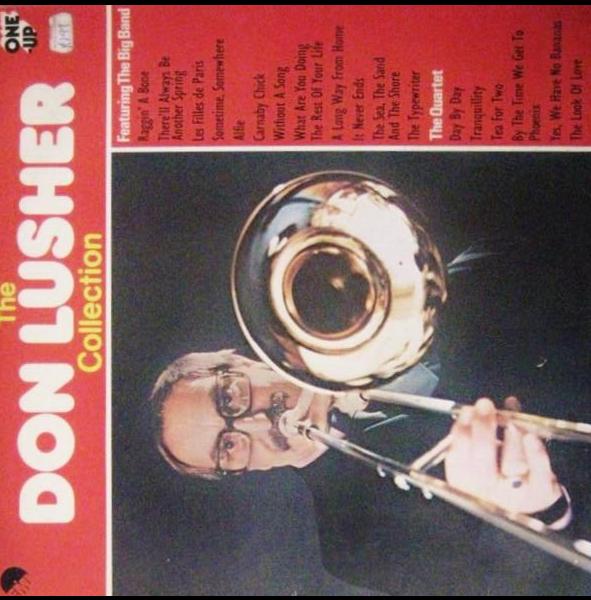 ONE
-UP
The
DON LUSHER
Collection
Featuring The Big Band
Raggin' A Bone
There'll Always Be
Another Spring
Les Filles de Paris
Sometime, Somewhere
Alfie
Carnaby Chick
Without A Song
What Are You Doing
The Rest Of Your Life
A Long Way From Home
It Never Ends
The Sea, The Sand
And The Shore
The Typewriter
The Quartet
Day By Day
Tranquillity
Tea For Two
By The Time We Get To
Phoenix
Yes, We Have No Bananas
The Look Of Love